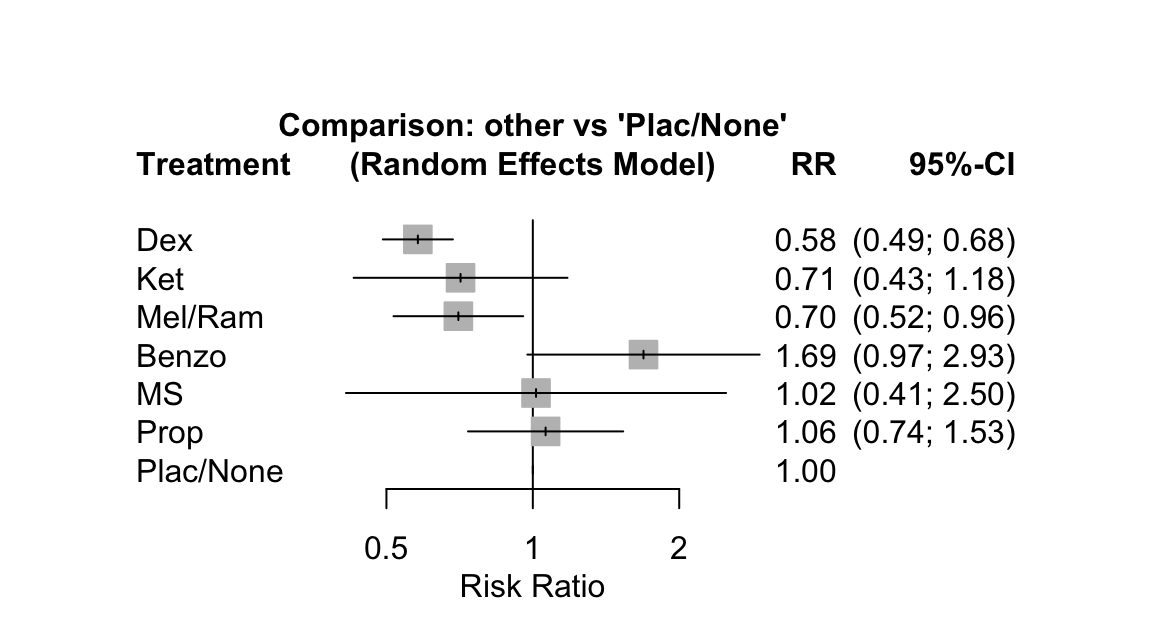 Comparison: other vs 'Plac/None'
Treatment (Random Effects Model) RR 95%-CI
Dex 0.58 (0.49; 0.68)
Ket 0.71 (0.43; 1.18)
Mel/Ram 0.70 (0.52; 0.96)
Benzo 1.69 (0.97; 2.93)
MS 1.02 (0.41; 2.50)
Prop 1.06 (0.74; 1.53)
Plac/None 1.00
0.5 1 2
Risk Ratio